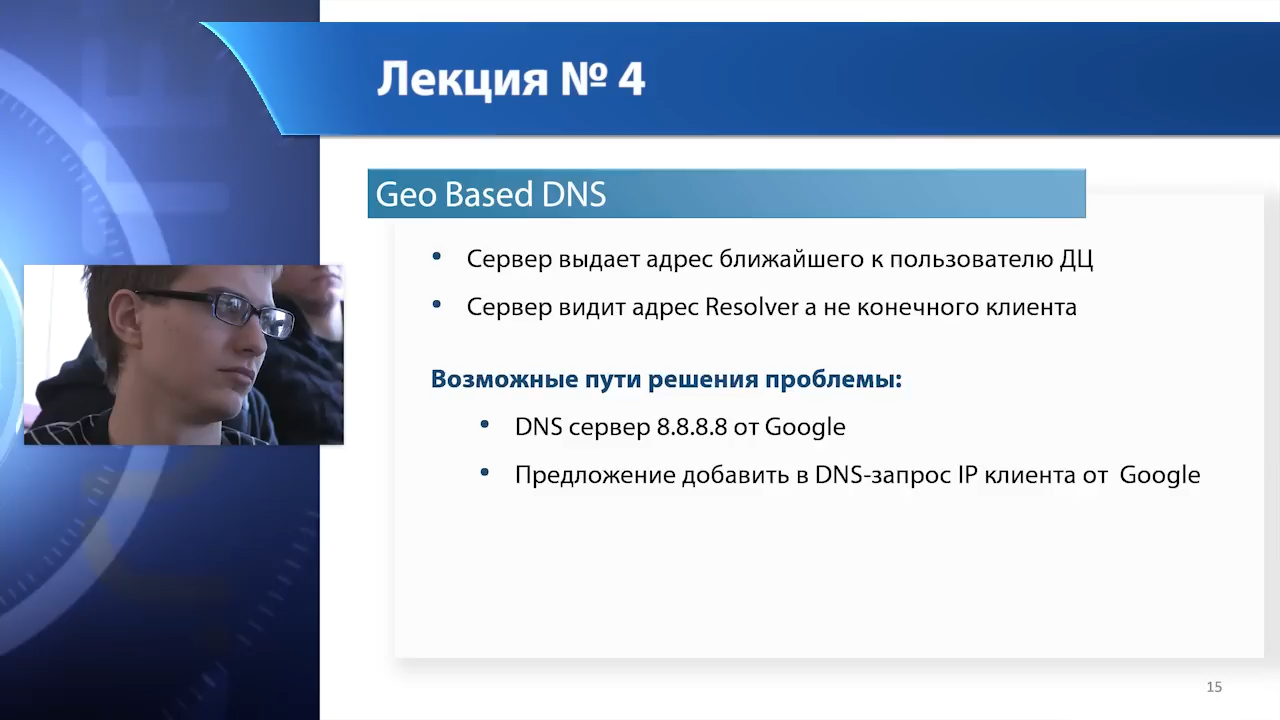 Лекция № 4
Geo Based DNS
Сервер выдает адрес ближайшего к пользователю ДЦ
Сервер видит адрес Resolver а не конечного клиента
Возможные пути решения проблемы:
DNS сервер 8.8.8.8 от Google
Предложение добавить в DNS-запрос IP клиента от Google
15